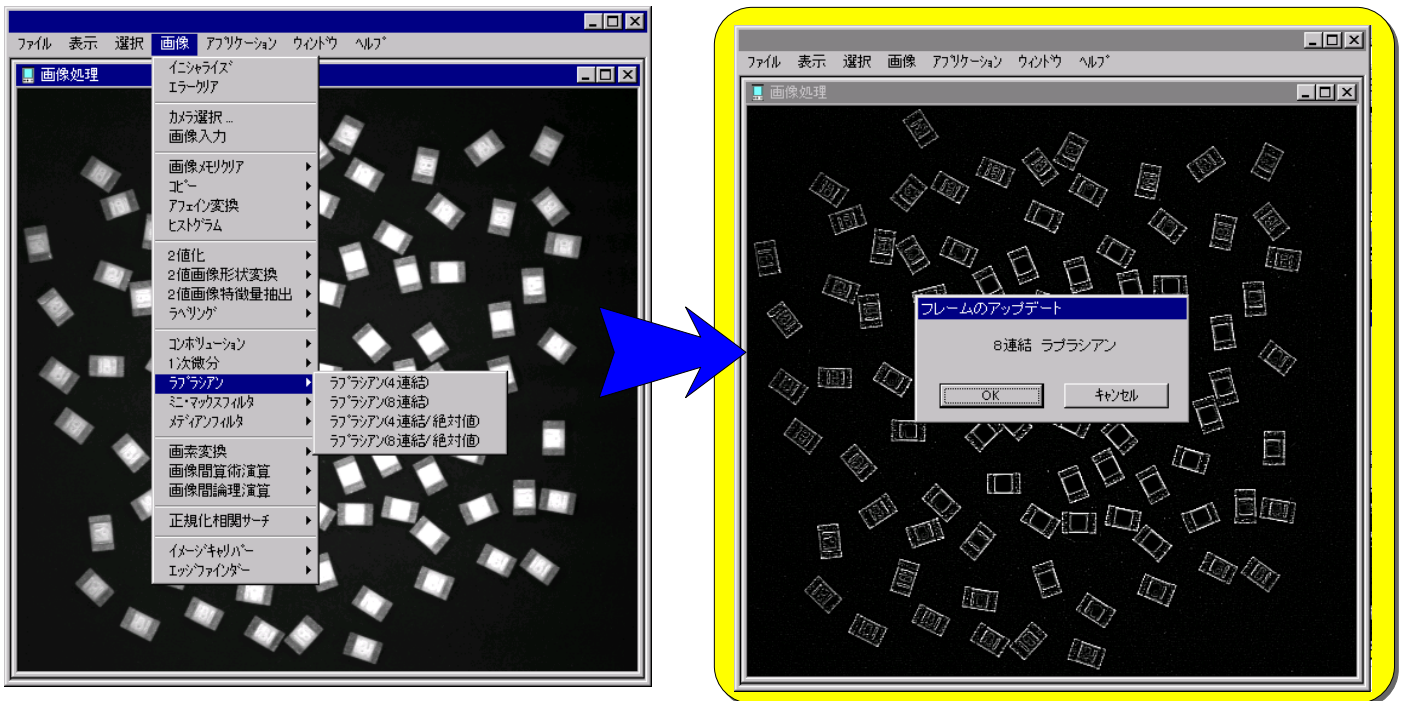 ﾌｧｲﾙ 表示 選択 画像 ｱﾌﾟﾘｹｰｼｮﾝ ｳｨﾝﾄﾞｳ ﾍﾙﾌﾟ
画像処理
ｲﾆｼｬﾗｲｽﾞ
ｴﾗｰｸﾘｱ
ｶﾒﾗ選択 ...
画像入力
画像ﾒﾓﾘｸﾘｱ
ｺﾋﾟｰ
ｱﾌｪｲﾝ変換
ﾋｽﾄｸﾞﾗﾑ
2値化
2値画像形状変換
2値画像特徴量抽出
ﾗﾍﾞﾘﾝｸﾞ
ｺﾝﾎﾞﾘｭｰｼｮﾝ
1次微分
ﾗﾌﾟﾗｼｱﾝ
ﾐﾆ･ﾏｯｸｽﾌｨﾙﾀ
ﾒﾃﾞｨｱﾝﾌｨﾙﾀ
画素変換
画像間算術演算
画像間論理演算
正規化相関ｻｰﾁ
ｲﾒｰｼﾞｷｬﾘﾊﾟｰ
ｴｯｼﾞﾌｧｲﾝﾀﾞｰ
ﾗﾌﾟﾗｼｱﾝ(4連結)
ﾗﾌﾟﾗｼｱﾝ(8連結)
ﾗﾌﾟﾗｼｱﾝ(4連結/絶対値)
ﾗﾌﾟﾗｼｱﾝ(8連結/絶対値)
ﾌｧｲﾙ 表示 選択 画像 ｱﾌﾟﾘｹｰｼｮﾝ ｳｨﾝﾄﾞｳ ﾍﾙﾌﾟ
画像処理
フレームのアップデート
8連結 ラプラシアン
OK ｷｬﾝｾﾙ